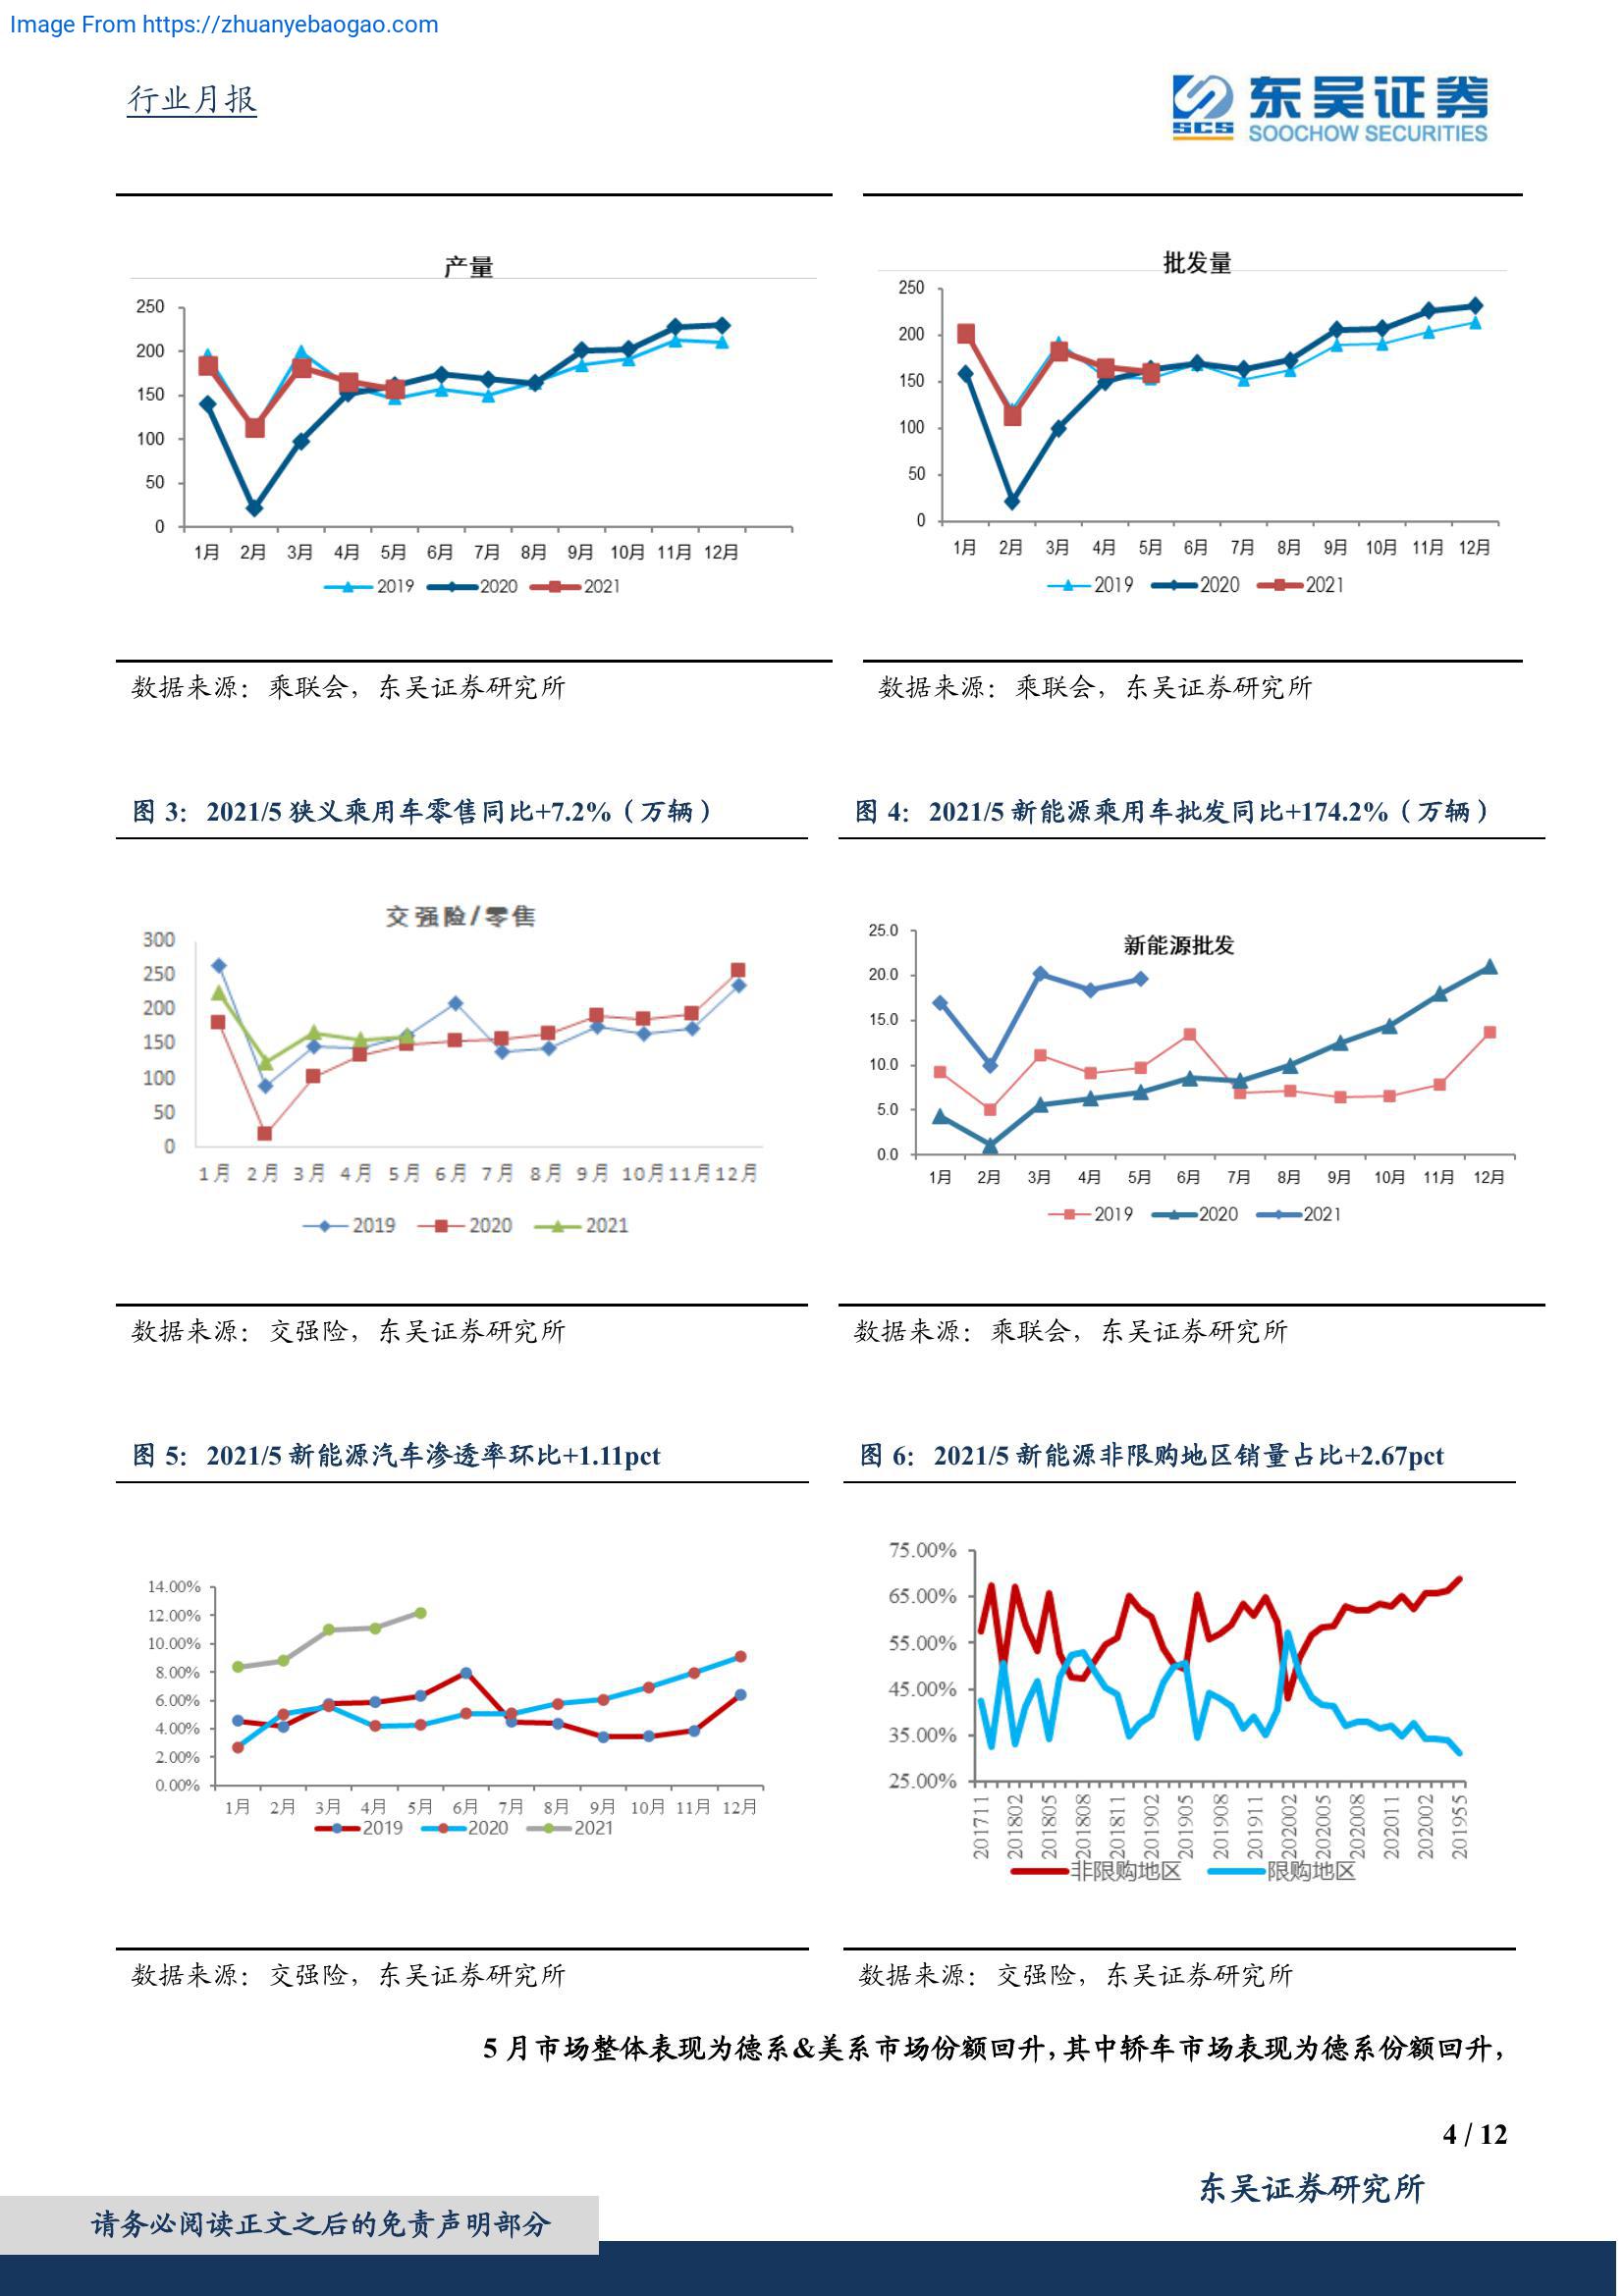 Image From https://zhuanyebaogao.com
行业月报
东吴证券
SCS
SOOCHOW SECURITIES
产量
250
200
150
100
50
0
1月 2月 3月 4月 5月 6月 7月 8月 9月 10月 11月 12月
2019 2020 2021
批发量
250
200
150
100
50
0
1月 2月 3月 4月 5月 6月 7月 8月 9月 10月 11月 12月
2019 2020 2021
数据来源：乘联会，东吴证券研究所
数据来源：乘联会，东吴证券研究所
图 3： 2021/5 狭义乘用车零售同比+7.2%（万辆）
图 4： 2021/5 新能源乘用车批发同比+174.2%（万辆）
交强险/零售
300
250
200
150
100
50
0
1月 2月 3月 4月 5月 6月 7月 8月 9月 10月 11月 12月
2019 2020 2021
新能源批发
25.0
20.0
15.0
10.0
5.0
0.0
1月 2月 3月 4月 5月 6月 7月 8月 9月 10月 11月 12月
2019 2020 2021
数据来源：交强险，东吴证券研究所
数据来源：乘联会，东吴证券研究所
图 5： 2021/5 新能源汽车渗透率环比+1.11pct
图 6： 2021/5 新能源非限购地区销量占比+2.67pct
14.00%
12.00%
10.00%
8.00%
6.00%
4.00%
2.00%
0.00%
1月 2月 3月 4月 5月 6月 7月 8月 9月 10月 11月 12月
2019 2020 2021
75.00%
65.00%
55.00%
45.00%
35.00%
25.00%
201711 201802 201805 201808 201811 201902 201905 201908 201911 202002 202005 202008 202011 202002 201955
非限购地区 限购地区
数据来源：交强险，东吴证券研究所
数据来源：交强险，东吴证券研究所
5 月市场整体表现为德系&美系市场份额回升，其中轿车市场表现为德系份额回升，
4 / 12
东吴证券研究所
请务必阅读正文之后的免责声明部分